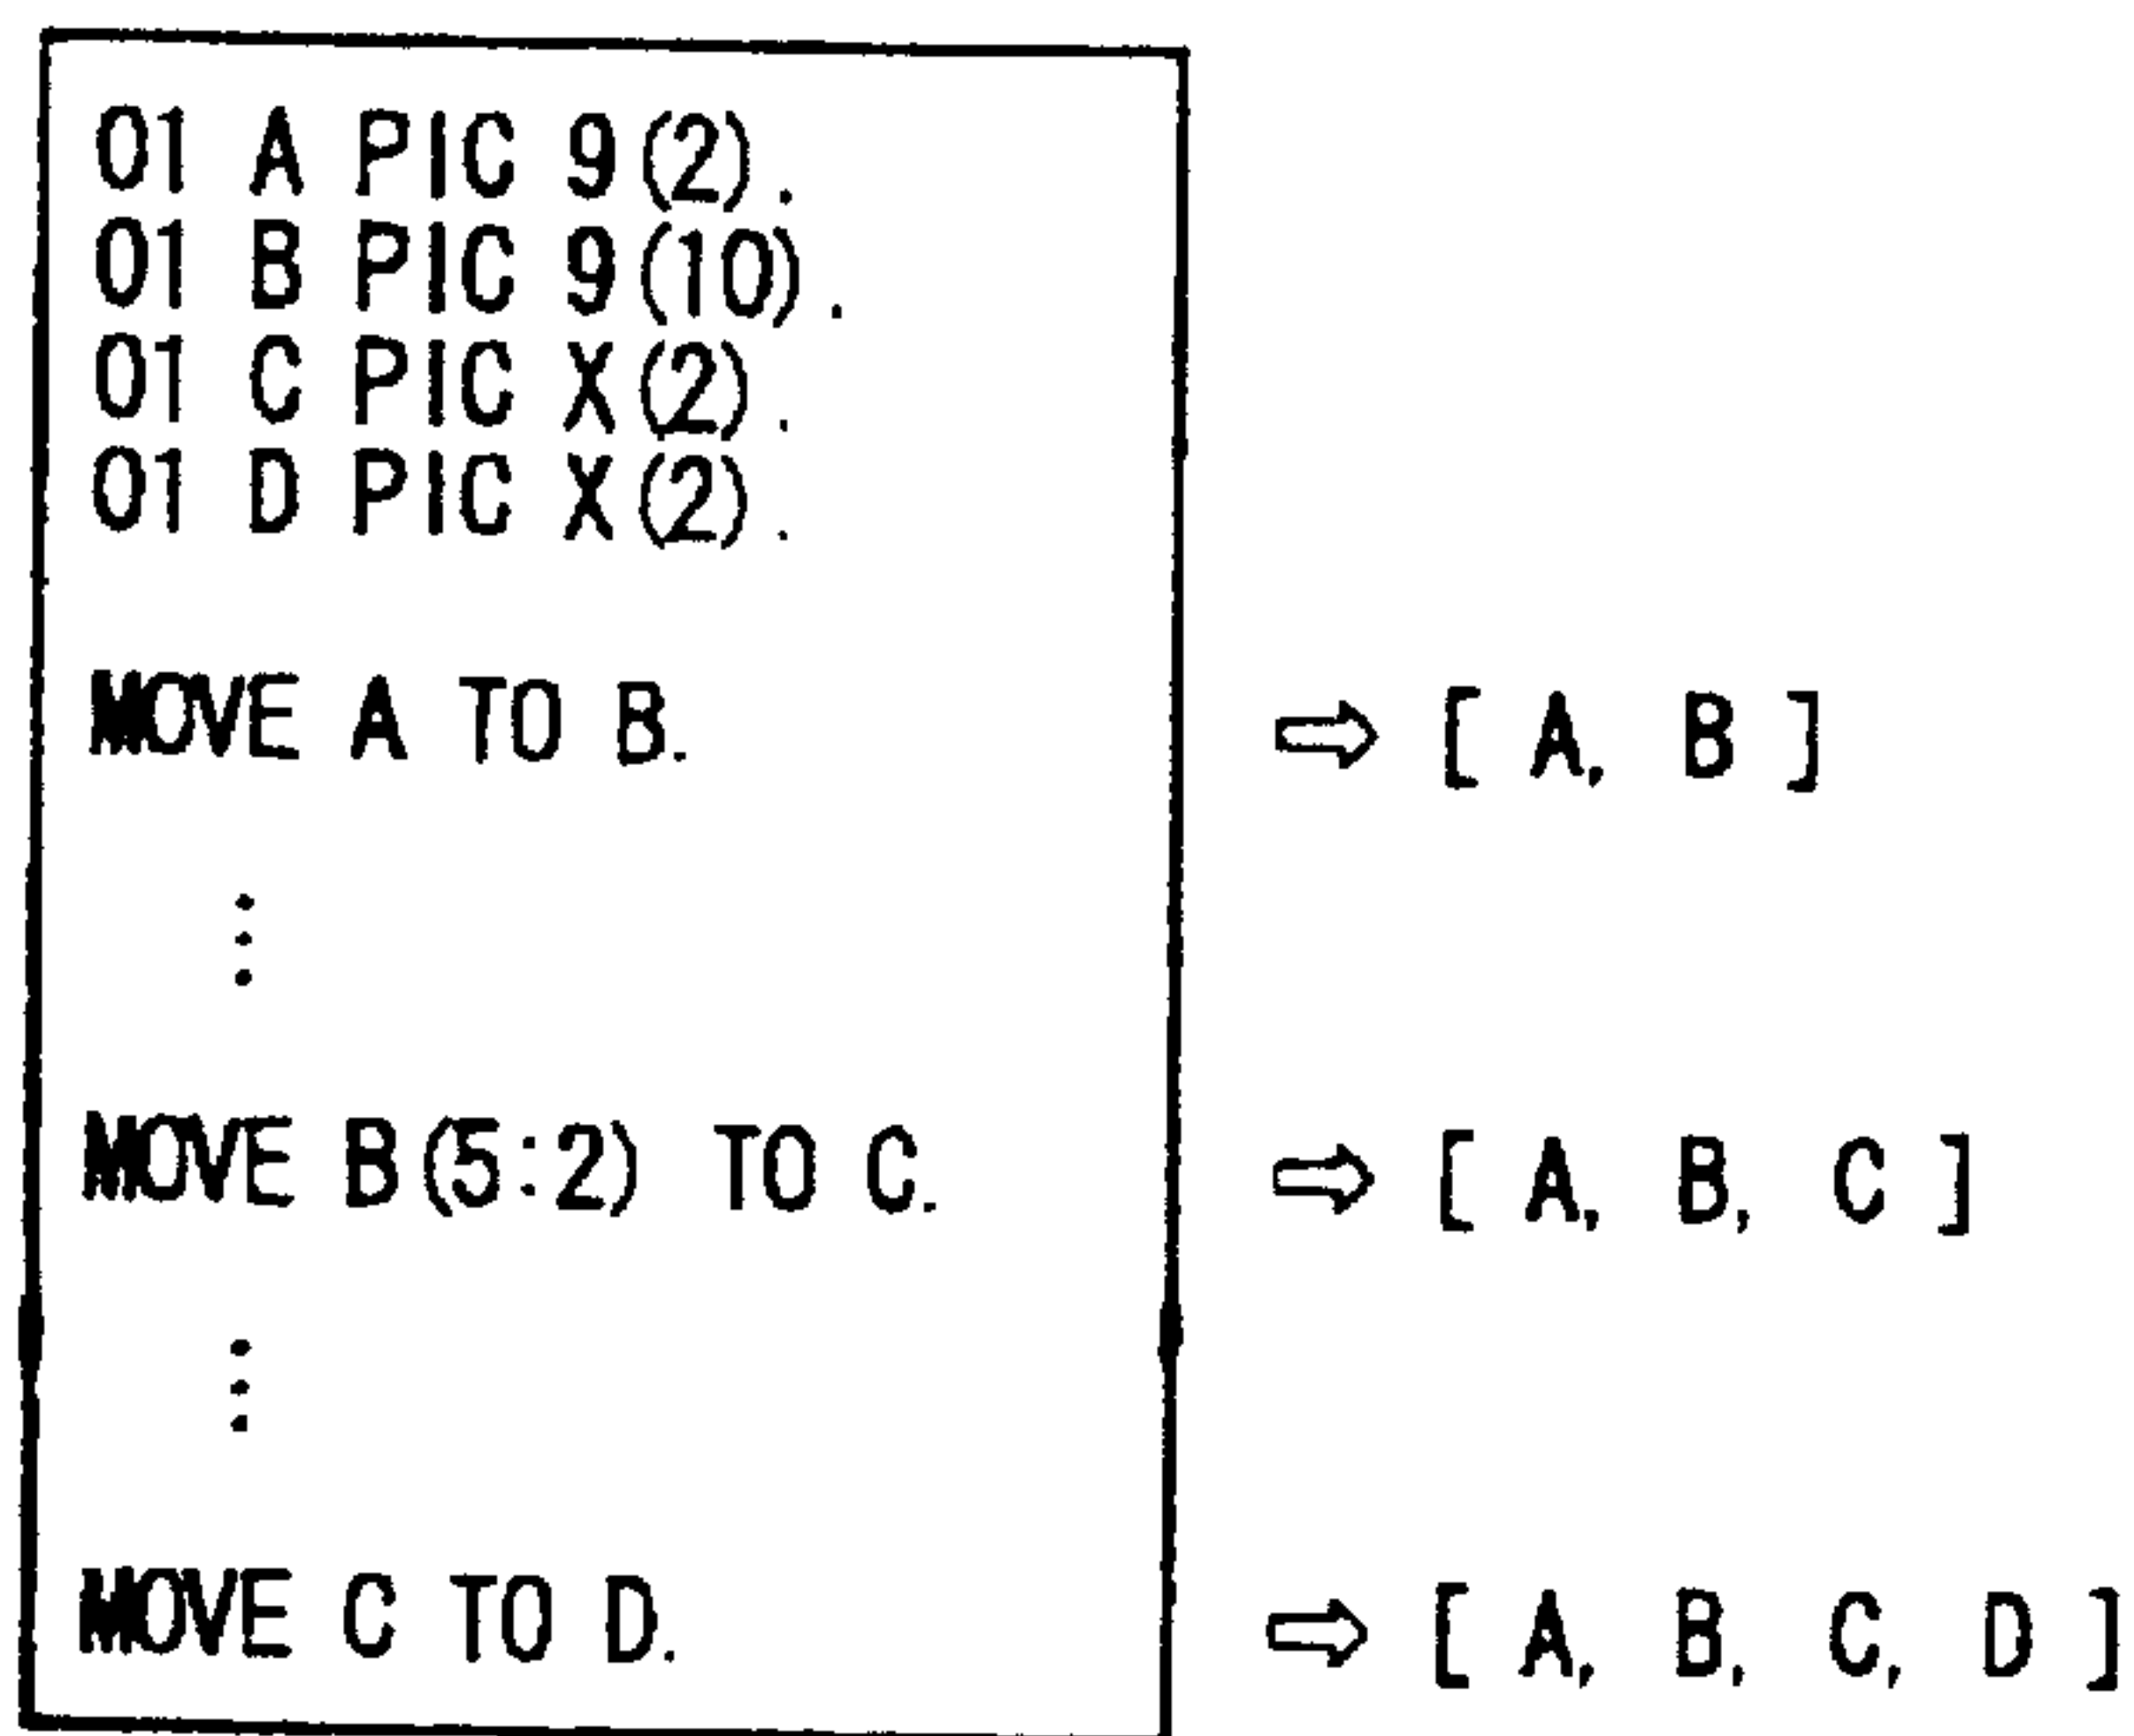 01 A PIC 9(2).
01 B PIC 9(10).
01 C PIC X(2).
01 D PIC X(2).
MOVE A TO B. ⇨ [ A, B ]
⋮
MOVE B(5:2) TO C. ⇨ [ A, B, C ]
⋮
MOVE C TO D. ⇨ [ A, B, C, D ]